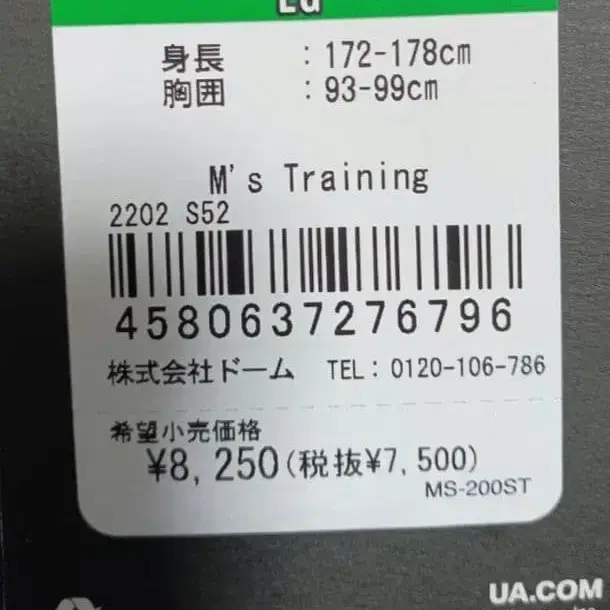 LG
身長 : 172-178cm
胸囲 : 93-99cm
M's Training
2202 S52
4580637276796
株式会社ドーム TEL: 0120-106-786
希望小売価格
¥8,250(税抜¥7,500)
MS-200ST
UA.COM